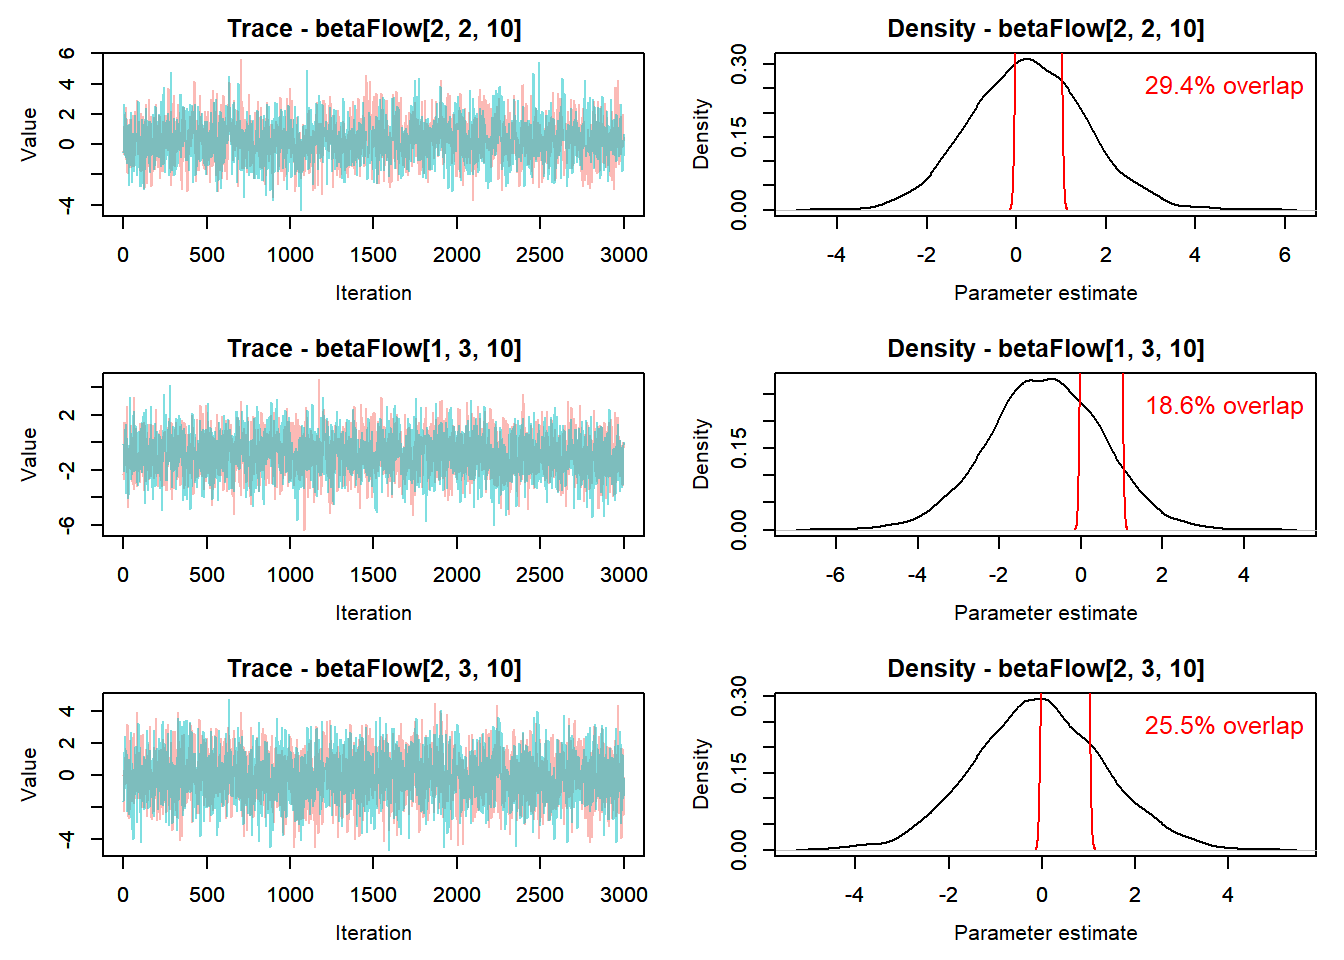 Trace - betaFlow[2, 2, 10]
Value
6
4
2
0
-4
0 500 1000 1500 2000 2500 3000
Iteration
Density - betaFlow[2, 2, 10]
Density
0.30
0.15
0.00
29.4% overlap
-4 -2 0 2 4 6
Parameter estimate
Trace - betaFlow[1, 3, 10]
Value
2
-2
-6
0 500 1000 1500 2000 2500 3000
Iteration
Density - betaFlow[1, 3, 10]
Density
0.15
0.00
18.6% overlap
-6 -4 -2 0 2 4
Parameter estimate
Trace - betaFlow[2, 3, 10]
Value
4
2
0
-4
0 500 1000 1500 2000 2500 3000
Iteration
Density - betaFlow[2, 3, 10]
Density
0.30
0.15
0.00
25.5% overlap
-4 -2 0 2 4
Parameter estimate